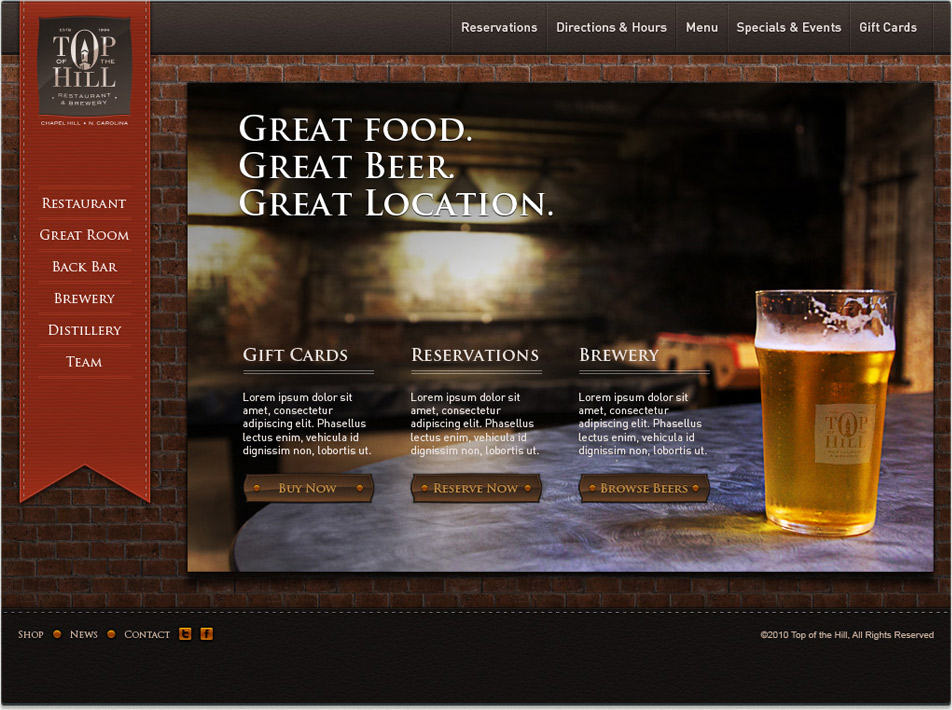 Reservations
Directions & Hours
Menu
Specials & Events
Gift Cards
ESTD 1994
TOP
OF THE
HILL
RESTAURANT
& BREWERY
CHAPEL HILL • N. CAROLINA
Restaurant
Great Room
Back Bar
Brewery
Distillery
Team
Great food.
Great Beer.
Great Location.
Gift Cards
Lorem ipsum dolor sit
amet, consectetur
adipiscing elit. Phasellus
lectus enim, vehicula id
dignissim non, lobortis ut.
Buy Now
Reservations
Lorem ipsum dolor sit
amet, consectetur
adipiscing elit. Phasellus
lectus enim, vehicula id
dignissim non, lobortis ut.
Reserve Now
Brewery
Lorem ipsum dolor sit
amet, consectetur
adipiscing elit. Phasellus
lectus enim, vehicula id
dignissim non, lobortis ut.
Browse Beers
TOP
HILL
Shop
News
Contact
©2010 Top of the Hill, All Rights Reserved